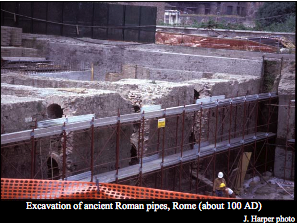 Excavation of ancient Roman pipes, Rome (about 100 AD)
J. Harper photo